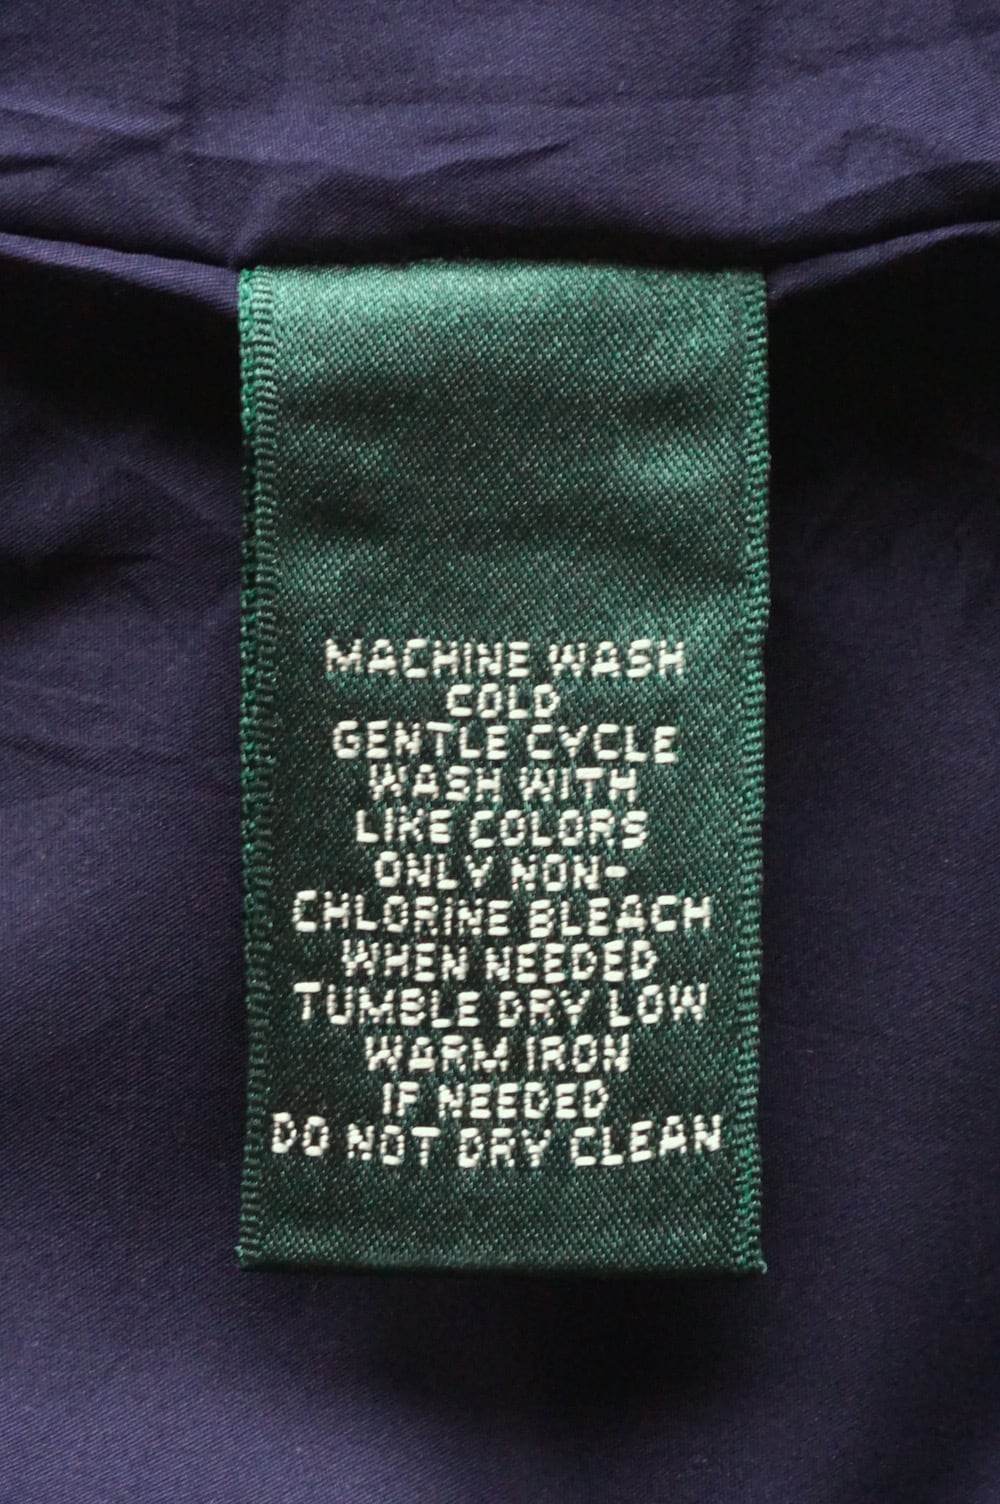 MACHINE WASH
COLD
GENTLE CYCLE
WASH WITH
LIKE COLORS
ONLY NON-
CHLORINE BLEACH
WHEN NEEDED
TUMBLE DRY LOW
WARM IRON
IF NEEDED
DO NOT DRY CLEAN